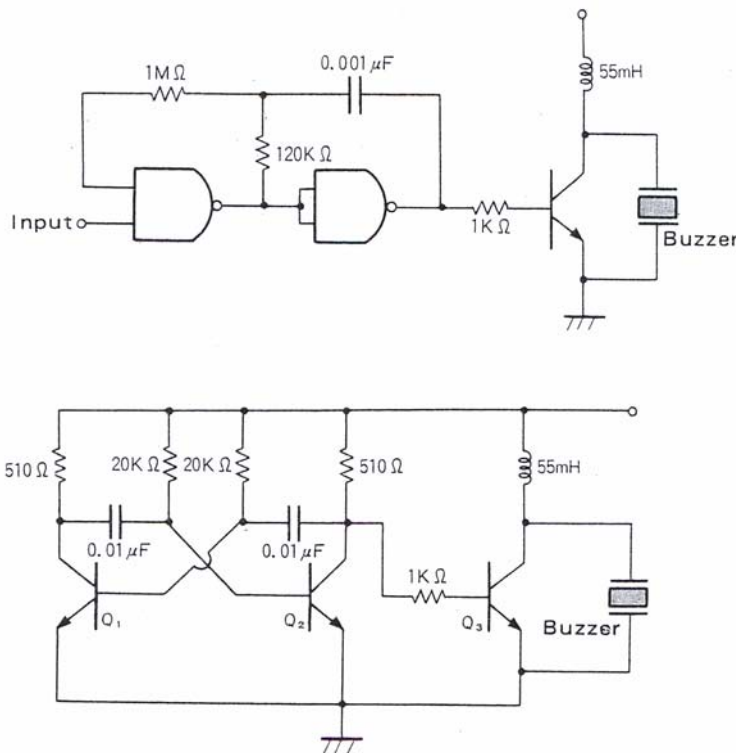 0.001μF
1MΩ
55mH
120KΩ
Input
1KΩ
Buzzer
510Ω
20KΩ
20KΩ
510Ω
55mH
0.01μF
0.01μF
1KΩ
Q₁
Q₂
Q₃
Buzzer